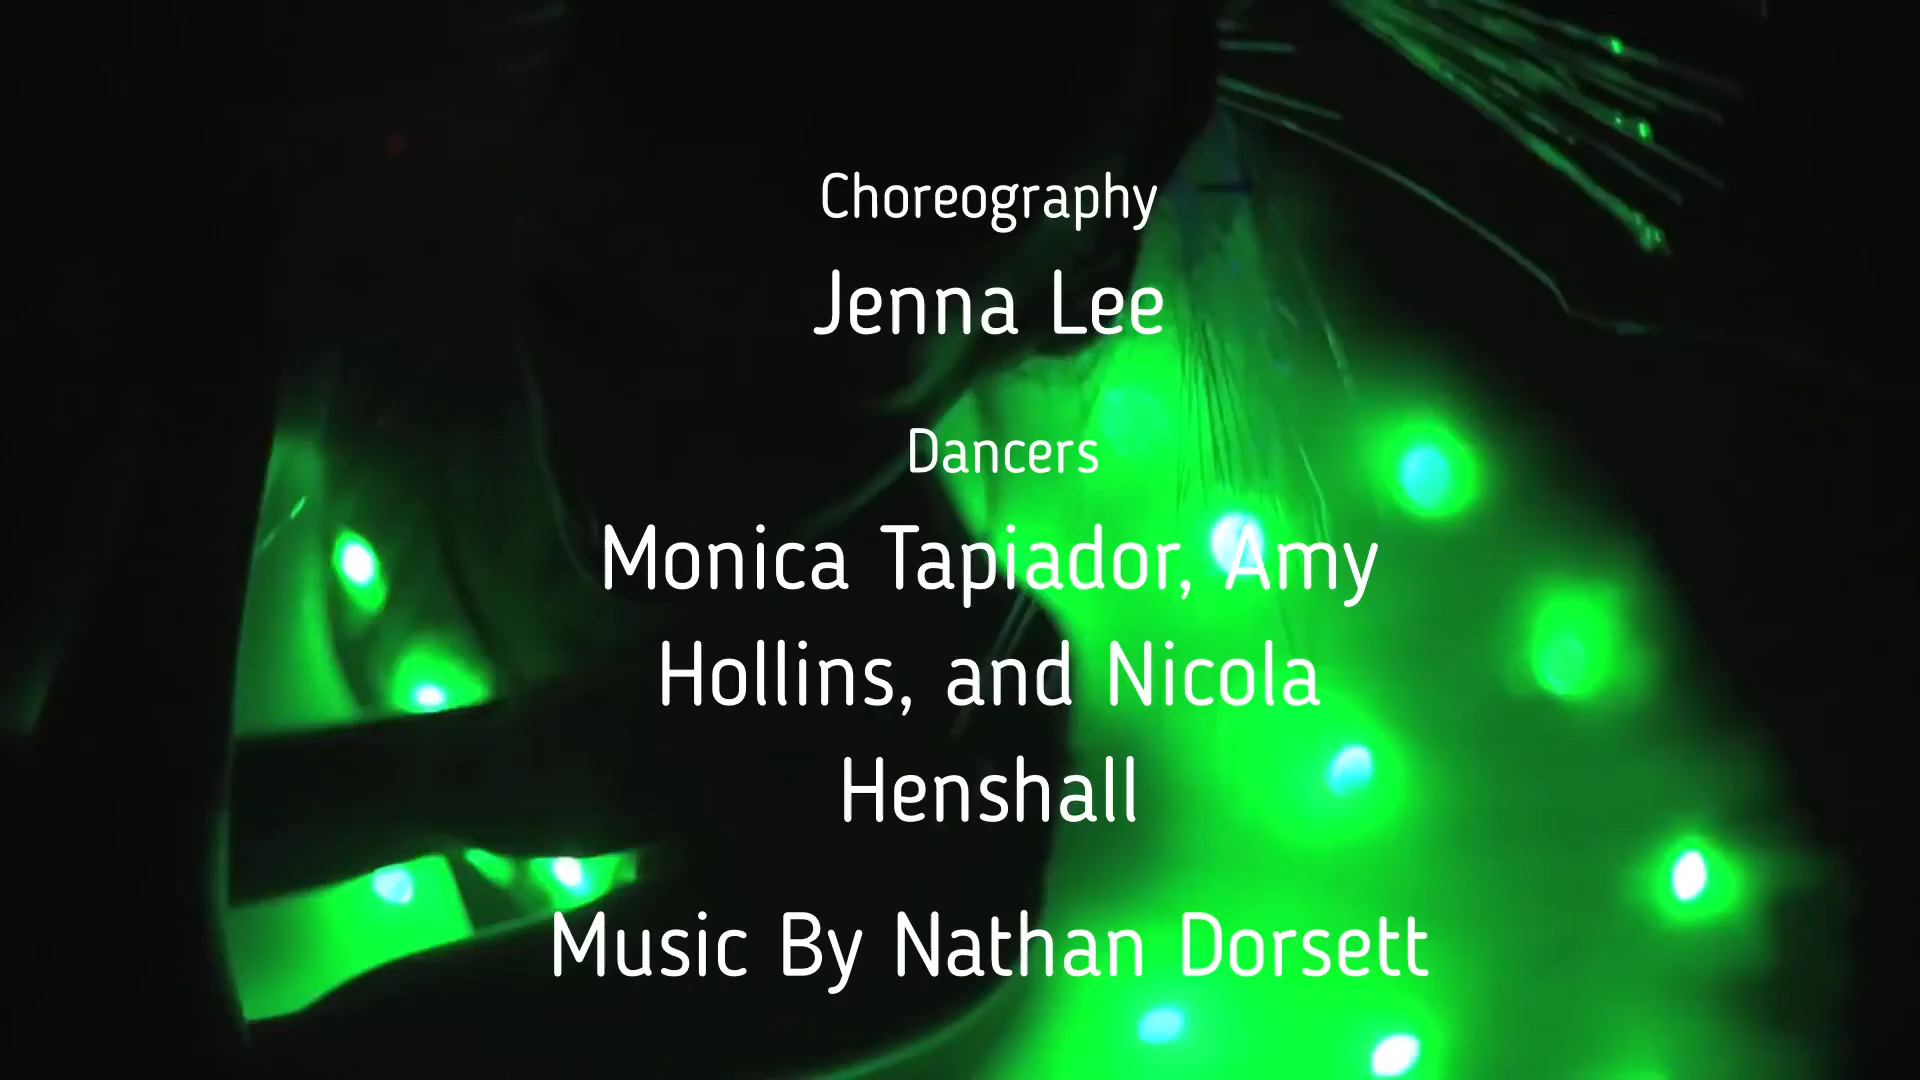 Choreography
Jenna Lee
Dancers
Monica Tapiador, Amy
Hollins, and Nicola
Henshall
Music By Nathan Dorsett